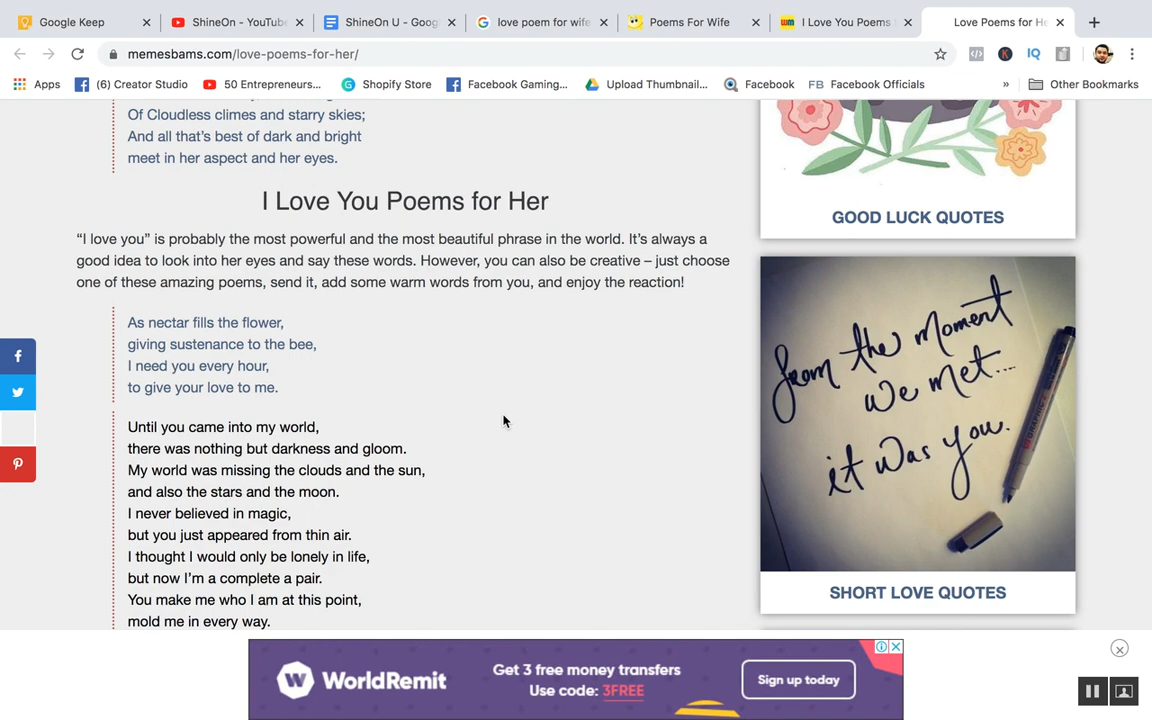 Google Keep
ShineOn - YouTube
ShineOn U - Goog
love poem for wife
Poems For Wife
I Love You Poems
Love Poems for He
memesbams.com/love-poems-for-her/
IQ
Apps
(6) Creator Studio
50 Entrepreneurs...
Shopify Store
Facebook Gaming...
Upload Thumbnail...
Facebook
FB Facebook Officials
»
Other Bookmarks
Of Cloudless climes and starry skies;
And all that’s best of dark and bright
meet in her aspect and her eyes.
I Love You Poems for Her
“I love you” is probably the most powerful and the most beautiful phrase in the world. It’s always a
good idea to look into her eyes and say these words. However, you can also be creative – just choose
one of these amazing poems, send it, add some warm words from you, and enjoy the reaction!
As nectar fills the flower,
giving sustenance to the bee,
I need you every hour,
to give your love to me.
Until you came into my world,
there was nothing but darkness and gloom.
My world was missing the clouds and the sun,
and also the stars and the moon.
I never believed in magic,
but you just appeared from thin air.
I thought I would only be lonely in life,
but now I’m a complete a pair.
You make me who I am at this point,
mold me in every way.
GOOD LUCK QUOTES
from the moment
we met....
it was you.
SHORT LOVE QUOTES
WorldRemit
Get 3 free money transfers
Use code: 3FREE
Sign up today